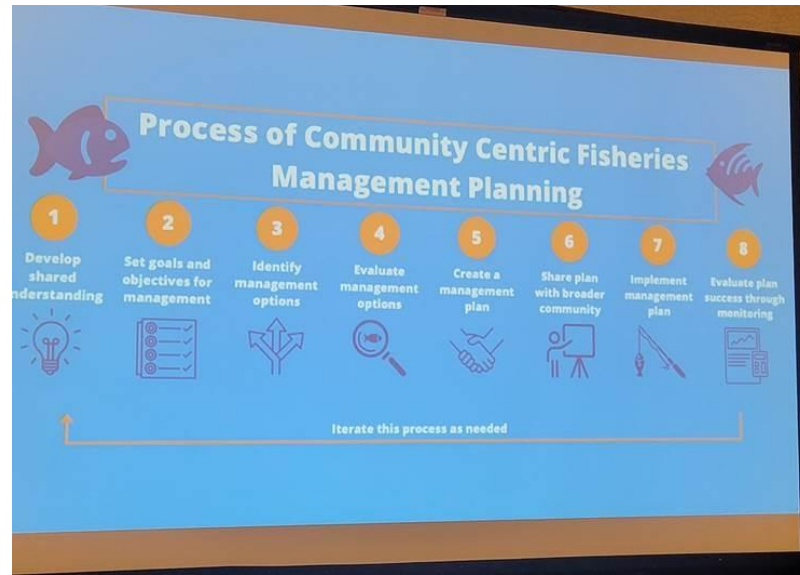 Process of Community Centric Fisheries
Management Planning
1
Develop
shared
nderstanding
2
Set goals and
objectives for
management
3
Identify
management
options
4
Evaluate
management
options
5
Create a
management
plan
6
Share plan
with broader
community
7
Implement
management
plan
8
Evaluate plan
success through
monitoring
Iterate this process as needed